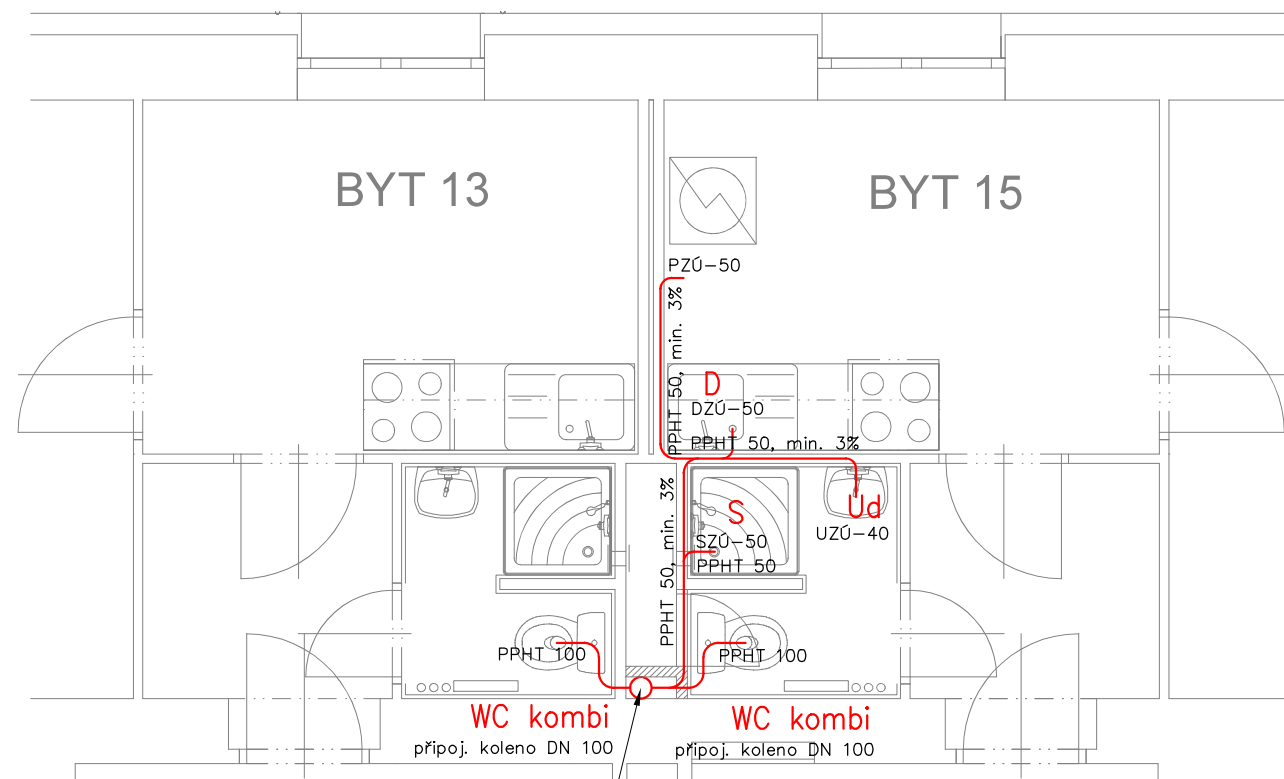 BYT 13
BYT 15
PZÚ-50
PPHT 50, min. 3%
D
DZÚ-50
PPHT 50, min. 3%
PPHT 50, min. 3%
S
SZÚ-50
PPHT 50
Ud
UZÚ-40
PPHT 100
PPHT 100
WC kombi
připoj. koleno DN 100
WC kombi
připoj. koleno DN 100